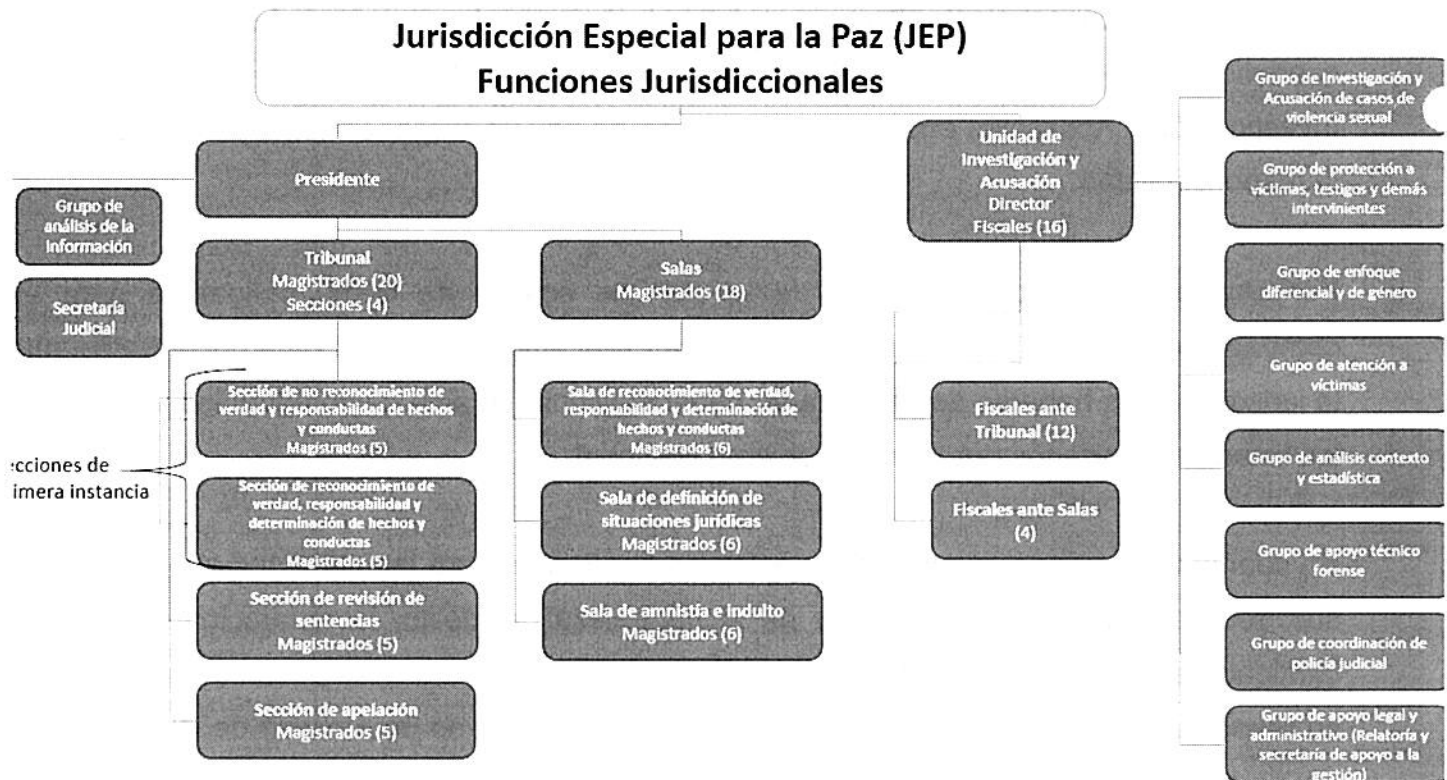 Jurisdicción Especial para la Paz (JEP)
Funciones Jurisdiccionales
Presidente
Grupo de
análisis de la
Información
Secretaría
Judicial
Tribunal
Magistrados (20)
Secciones (4)
Salas
Magistrados (18)
Unidad de
Investigación y
Acusación
Director
Fiscales (16)
ecciones de
imera instancia
Sección de no reconocimiento de
verdad y responsabilidad de hechos
y conductas
Magistrados (5)
Sección de reconocimiento de
verdad, responsabilidad y
determinación de hechos y
conductas
Magistrados (5)
Sección de revisión de
sentencias
Magistrados (5)
Sección de apelación
Magistrados (5)
Sala de reconocimiento de verdad,
responsabilidad y determinación de
hechos y conductas
Magistrados (6)
Sala de definición de
situaciones jurídicas
Magistrados (6)
Sala de amnistía e indulto
Magistrados (6)
Fiscales ante
Tribunal (12)
Fiscales ante Salas
(4)
Grupo de Investigación y
Acusación de casos de
violencia sexual
Grupo de protección a
víctimas, testigos y demás
intervinientes
Grupo de enfoque
diferencial y de género
Grupo de atención a
víctimas
Grupo de análisis contexto
y estadística
Grupo de apoyo técnico
forense
Grupo de coordinación de
policía judicial
Grupo de apoyo legal y
administrativo (Relatoría y
secretaría de apoyo a la
gestión)